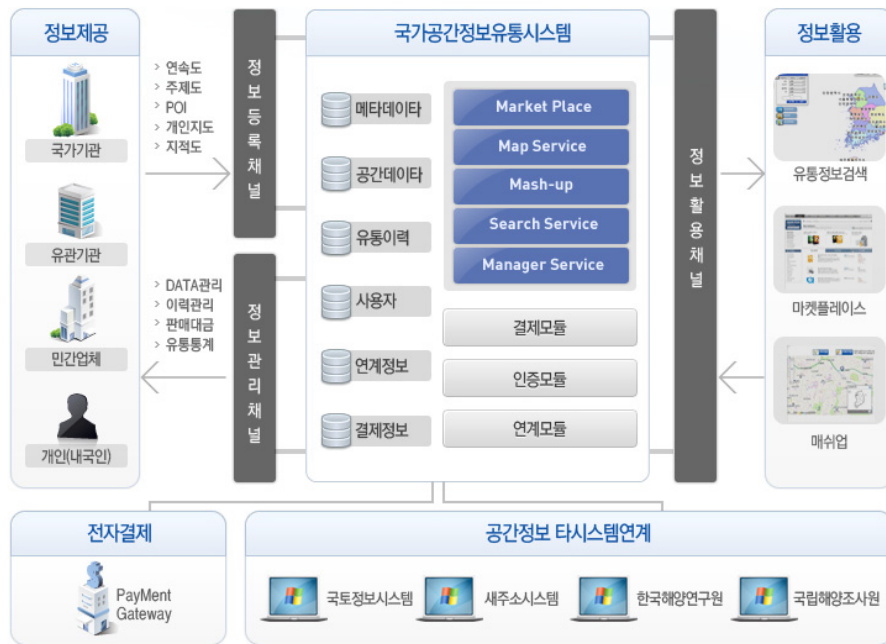 정보제공
국가기관
유관기관
민간업체
개인(내국인)
> 연속도
> 주제도
> POI
> 개인지도
> 지적도
> DATA관리
> 이력관리
> 판매대금
> 유통통계
정보등록채널
정보관리채널
국가공간정보유통시스템
메타데이타
공간데이타
유통이력
사용자
연계정보
결제정보
Market Place
Map Service
Mash-up
Search Service
Manager Service
결제모듈
인증모듈
연계모듈
정보활용채널
정보활용
유통정보검색
마켓플레이스
매쉬업
전자결제
PayMent
Gateway
공간정보 타시스템연계
국토정보시스템
새주소시스템
한국해양연구원
국립해양조사원